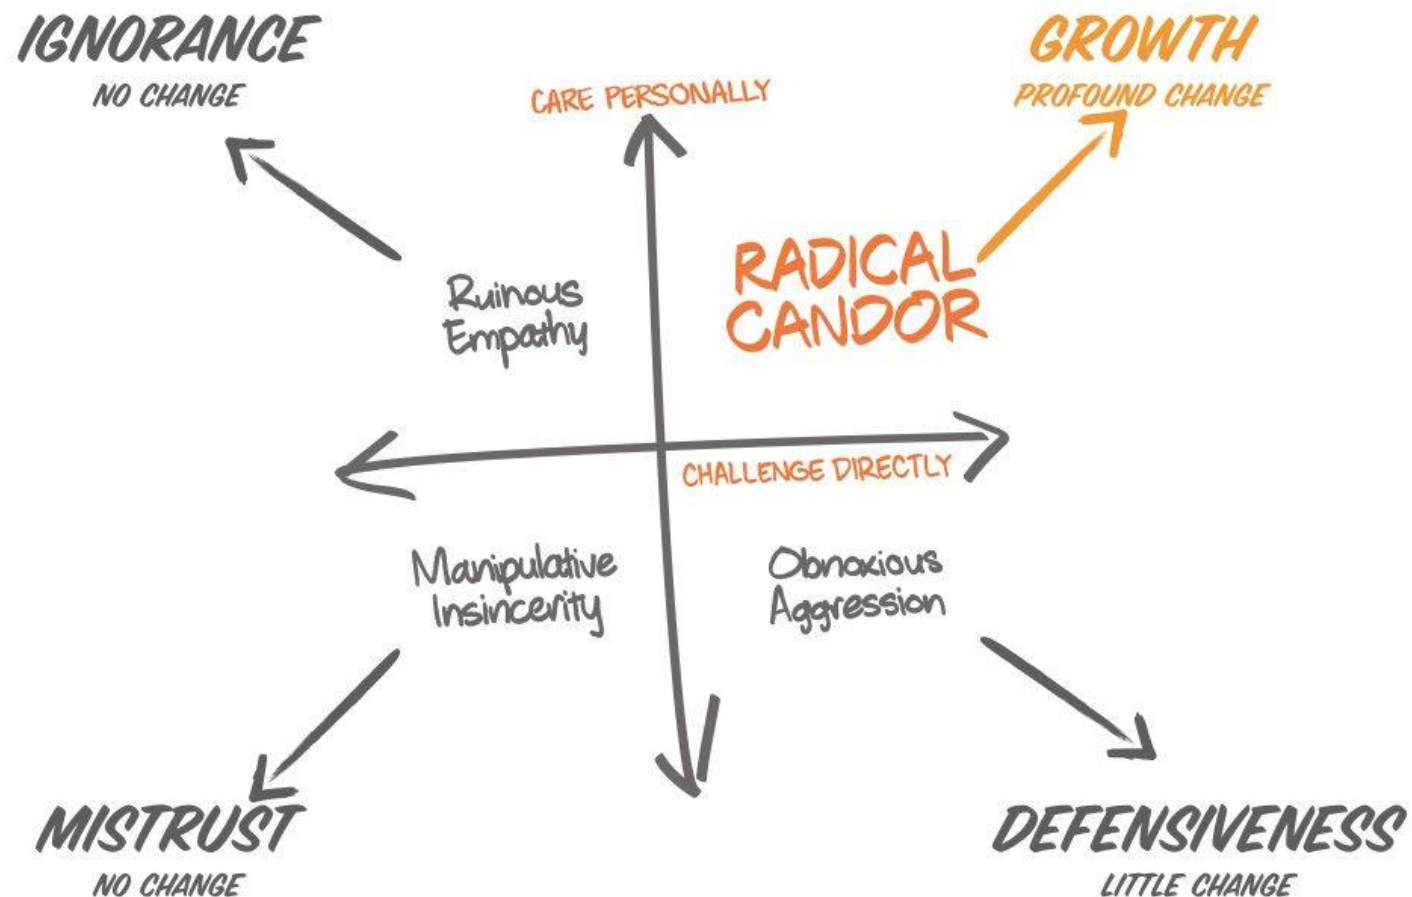 IGNORANCE
NO CHANGE
GROWTH
PROFOUND CHANGE
CARE PERSONALLY
Ruinous
Empathy
RADICAL
CANDOR
CHALLENGE DIRECTLY
Manipulative
Insincerity
Obnoxious
Aggression
MISTRUST
NO CHANGE
DEFENSIVENESS
LITTLE CHANGE